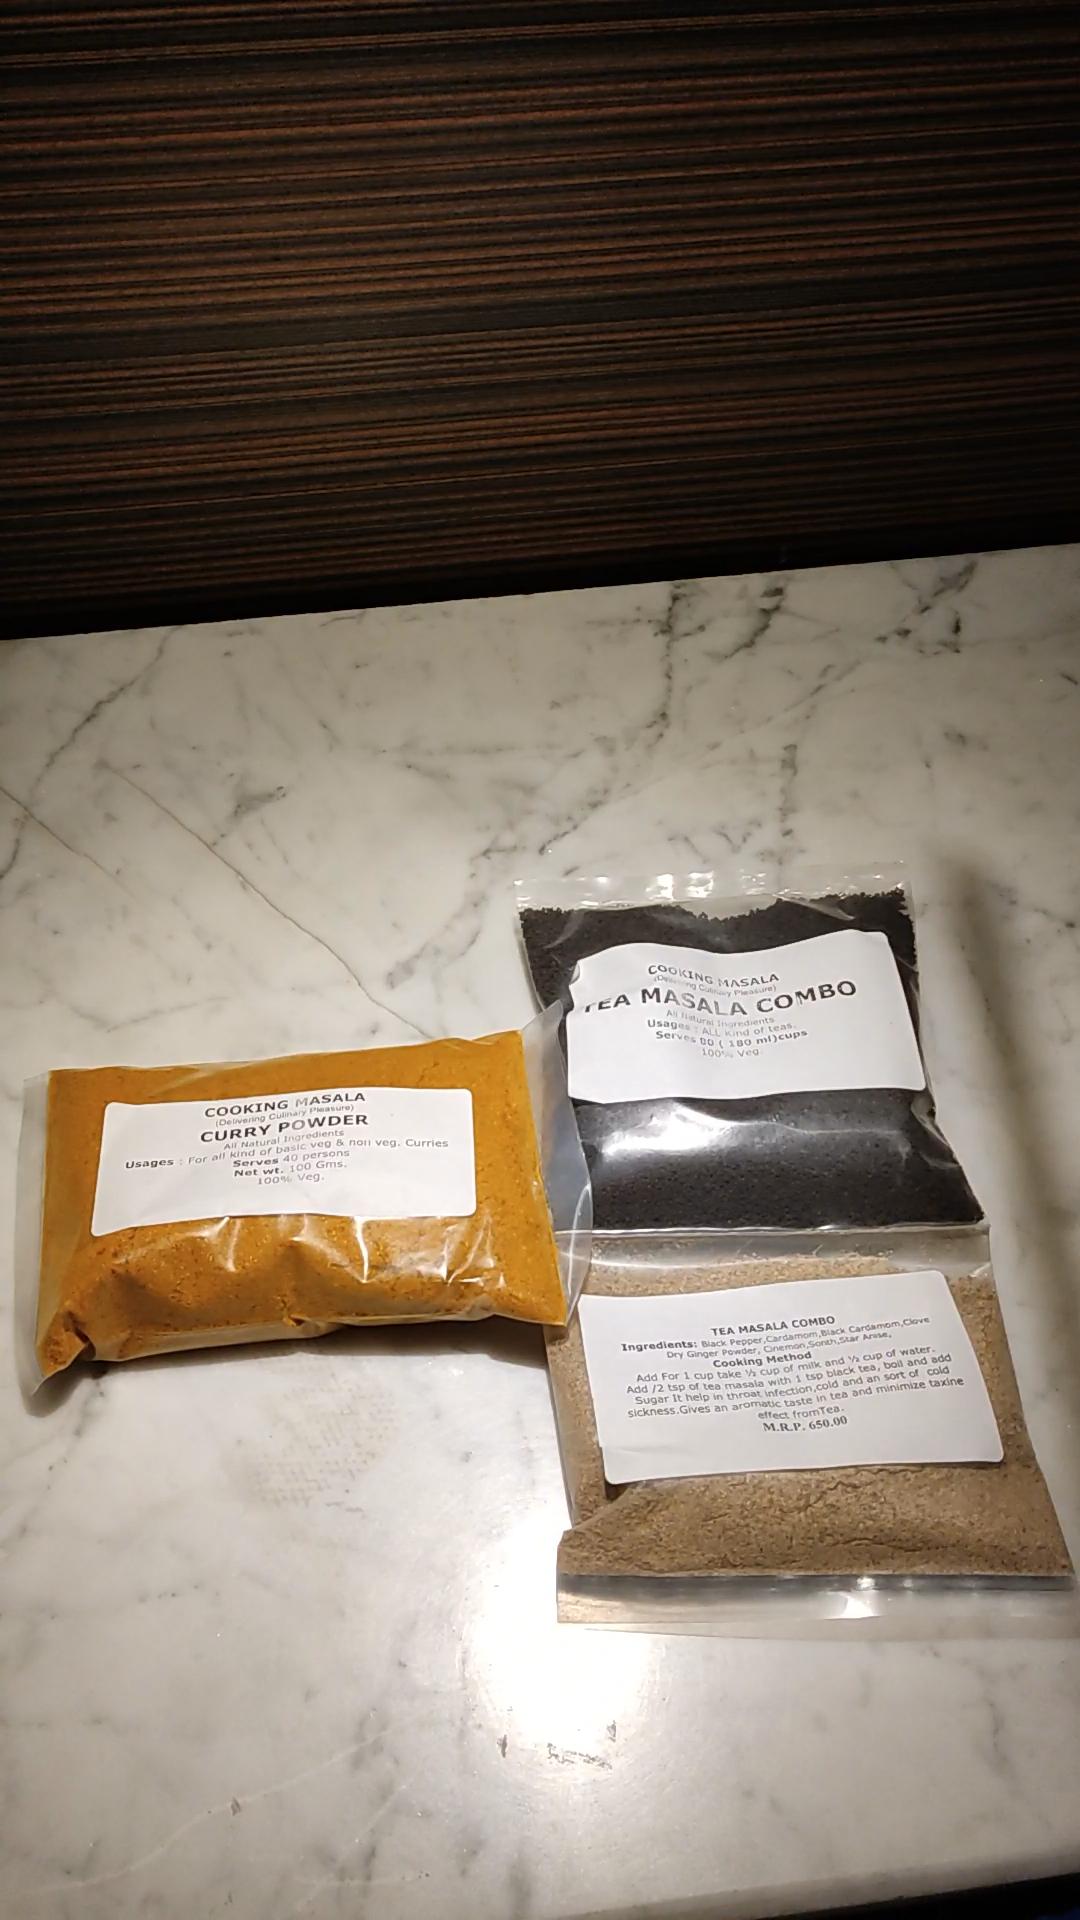 COOKING MASALA
(Delivering Culinary Pleasure)
CURRY POWDER
All Natural Ingredients
Usages : For all kind of basic veg & non veg. Curries
Serves 40 persons
Net wt. 100 Gms.
100% Veg.
COOKING MASALA
(Delivering Culinary Pleasure)
TEA MASALA COMBO
All Natural Ingredients
Usages : ALL kind of teas.
Serves 80 ( 180 ml)cups
100% Veg.
TEA MASALA COMBO
Ingredients: Black Pepper,Cardamom,Black Cardamom,Clove
Dry Ginger Powder, Cinemon,Sonth,Star Anise,
Cooking Method
Add For 1 cup take ½ cup of milk and ½ cup of water.
Add /2 tsp of tea masala with 1 tsp black tea, boil and add
Sugar It help in throat infection,cold and an sort of cold
sickness.Gives an aromatic taste in tea and minimize taxine
effect fromTea.
M.R.P. 650.00